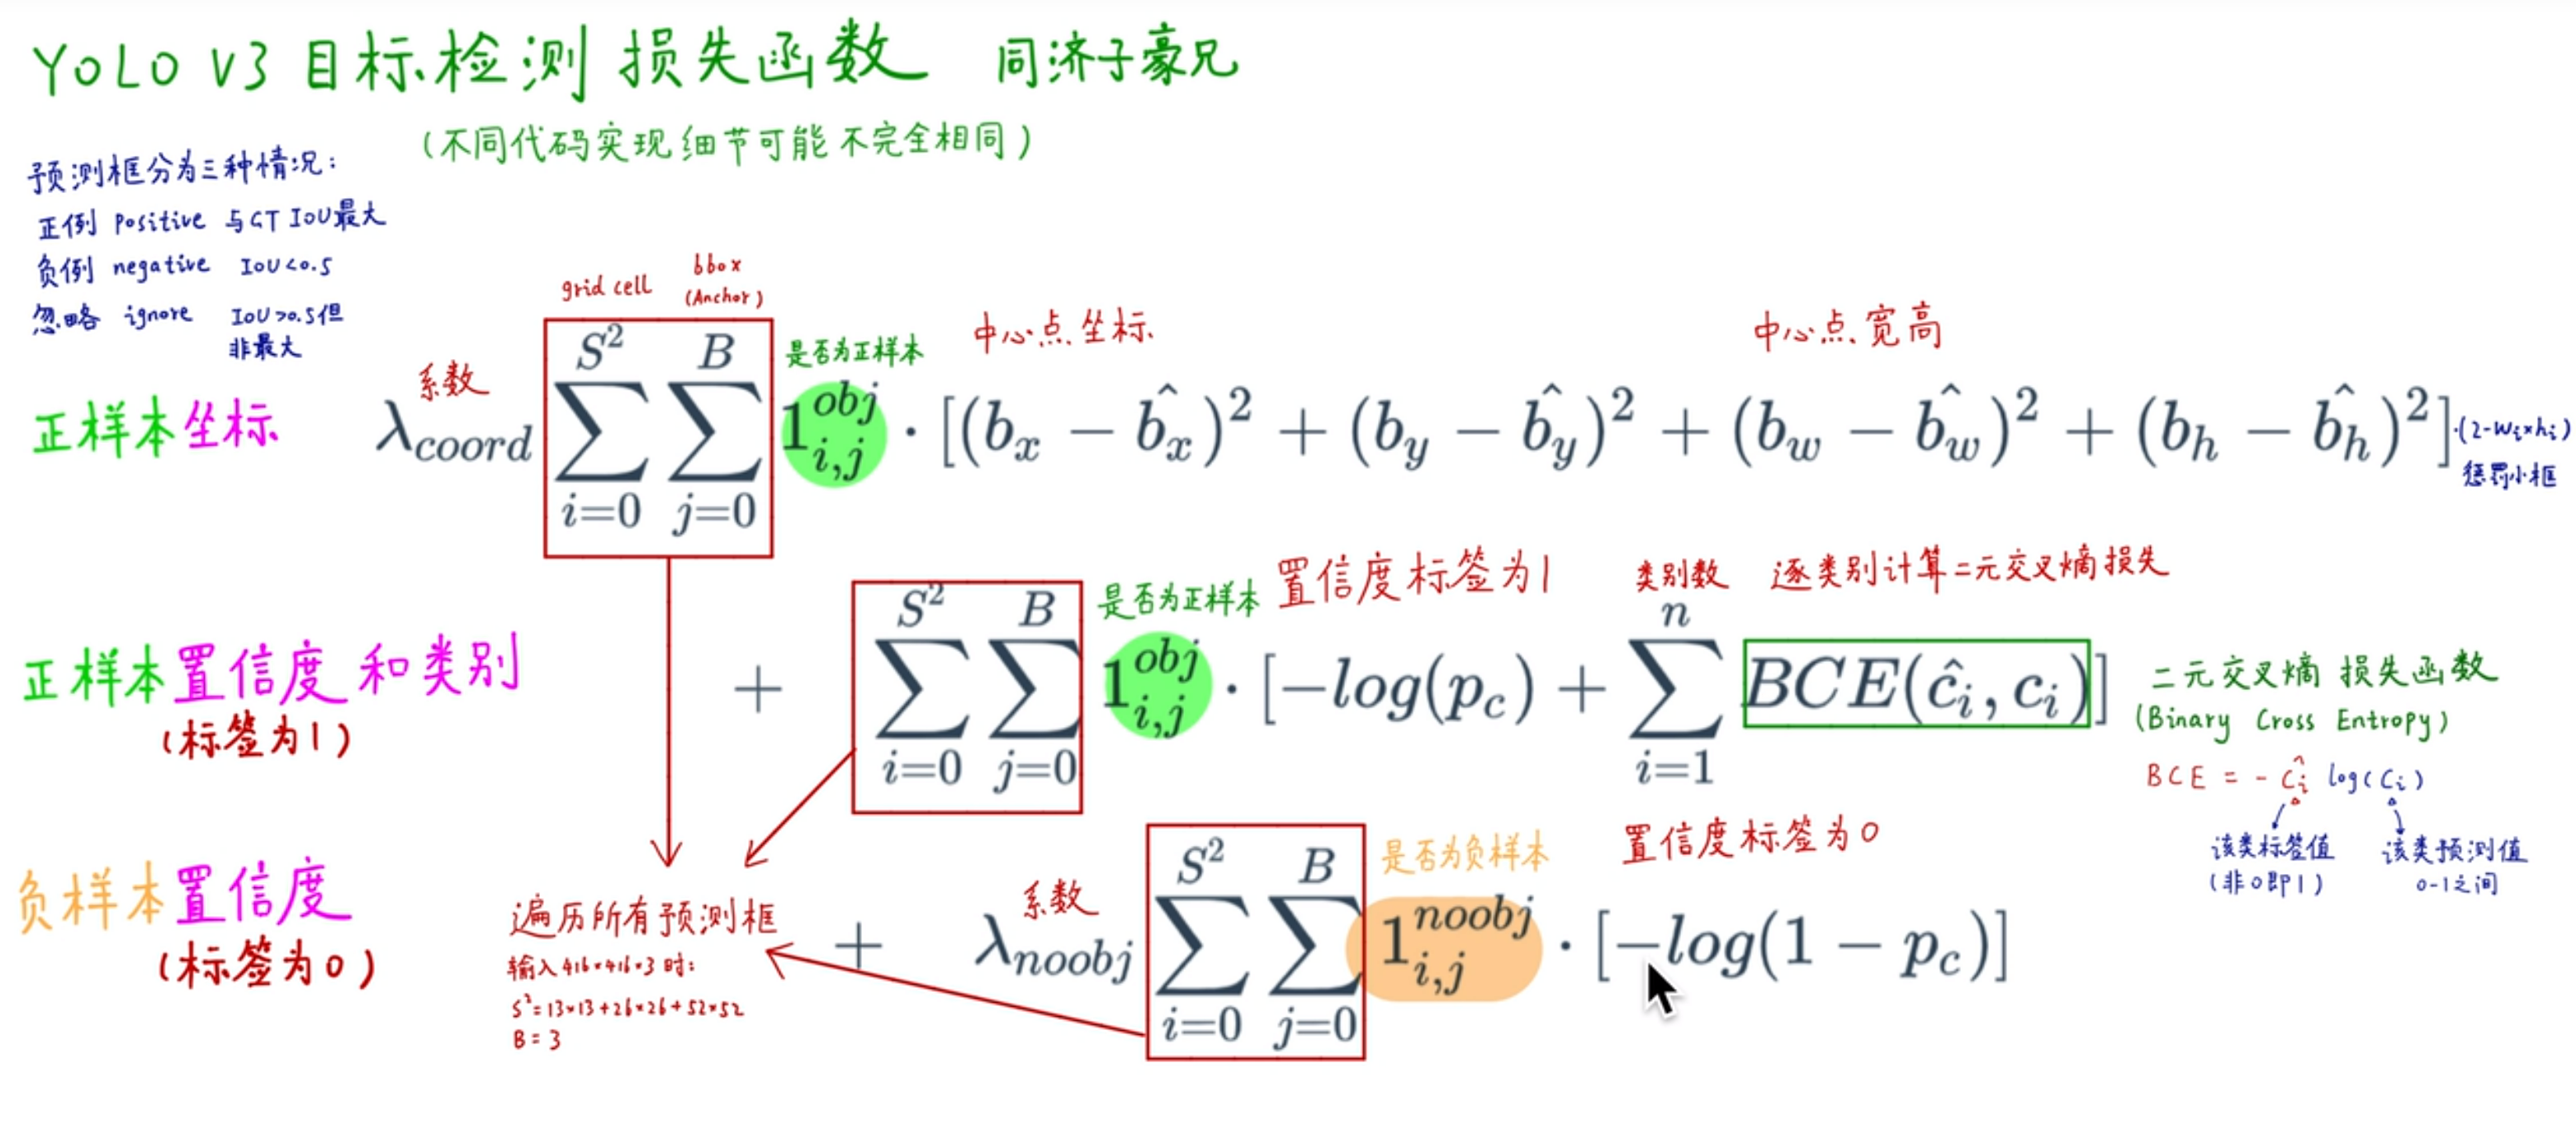 YOLO V3 目标检测 损失函数 同济子豪兄
(不同代码实现细节可能不完全相同)
预测框分为三种情况:
正例 Positive 与GT IoU最大
负例 negative IoU<0.5
忽略 ignore IoU>0.5但
非最大
grid cell
bbox
(Anchor)
是否为正样本
中心点坐标
中心点宽高
系数
正样本坐标
λ_{coord} \sum_{i=0}^{S^2} \sum_{j=0}^{B} 1_{i,j}^{obj} · [(b_x − \hat{b_x})^2 + (b_y − \hat{b_y})^2 + (b_w − \hat{b_w})^2 + (b_h − \hat{b_h})^2] ·(2-w_i×h_i)
惩罚小框
是否为正样本
置信度标签为1
类别数
逐类别计算二元交叉熵损失
正样本置信度和类别
(标签为1)
+ \sum_{i=0}^{S^2} \sum_{j=0}^{B} 1_{i,j}^{obj} · [−log(p_c) + \sum_{i=1}^{n} BCE(\hat{c}_i, c_i)]
二元交叉熵 损失函数
(Binary Cross Entropy)
BCE = - \hat{c_i} log(c_i)
该类标签值
(非0即1)
该类预测值
0-1之间
负样本置信度
(标签为0)
遍历所有预测框
输入416×416×3时:
S^2=13×13+26×26+52×52
B=3
系数
是否为负样本
置信度标签为0
+ λ_{noobj} \sum_{i=0}^{S^2} \sum_{j=0}^{B} 1_{i,j}^{noobj} · [−log(1 − p_c)]